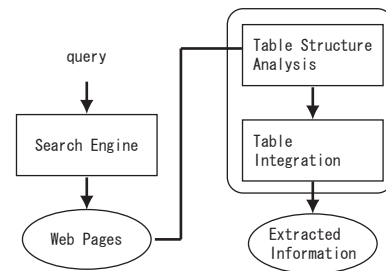 query
Search Engine
Web Pages
Table Structure
Analysis
Table
Integration
Extracted
Information